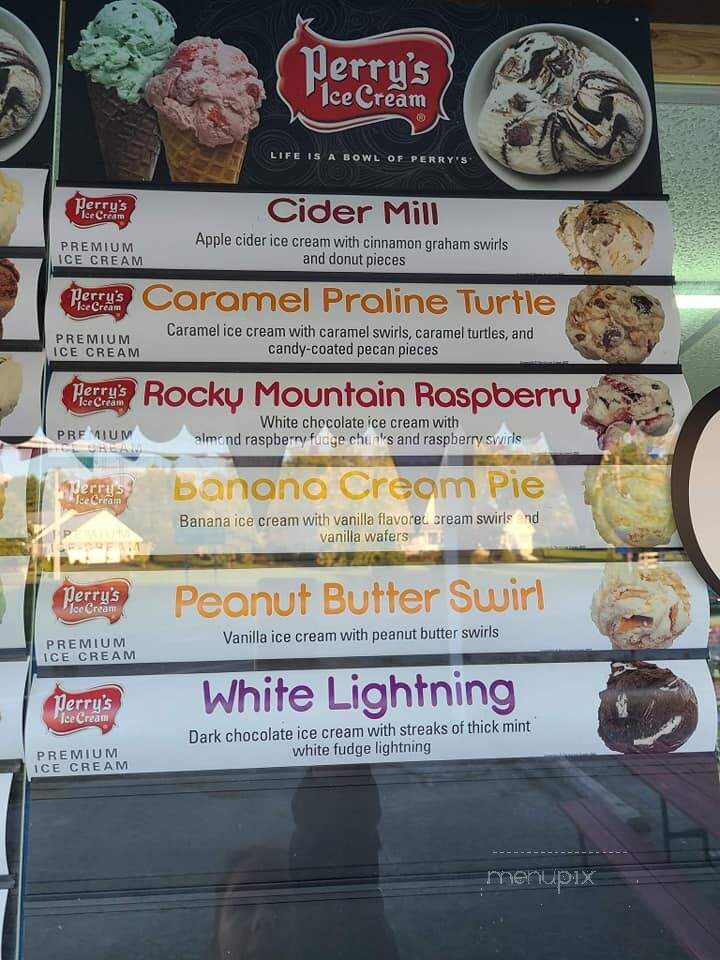 Perry's
Ice Cream
®
LIFE IS A BOWL OF PERRY'S
Perry's
Ice Cream
PREMIUM
ICE CREAM
Cider Mill
Apple cider ice cream with cinnamon graham swirls
and donut pieces
Perry's
Ice Cream
PREMIUM
ICE CREAM
Caramel Praline Turtle
Caramel ice cream with caramel swirls, caramel turtles, and
candy-coated pecan pieces
Perry's
Ice Cream
PREMIUM
ICE CREAM
Rocky Mountain Raspberry
White chocolate ice cream with
almond raspberry fudge chunks and raspberry swirls
Perry's
Ice Cream
Banana Cream Pie
Banana ice cream with vanilla flavored cream swirls and
vanilla wafers
Perry's
Ice Cream
PREMIUM
ICE CREAM
Peanut Butter Swirl
Vanilla ice cream with peanut butter swirls
Perry's
Ice Cream
PREMIUM
ICE CREAM
White Lightning
Dark chocolate ice cream with streaks of thick mint
white fudge lightning
menupix